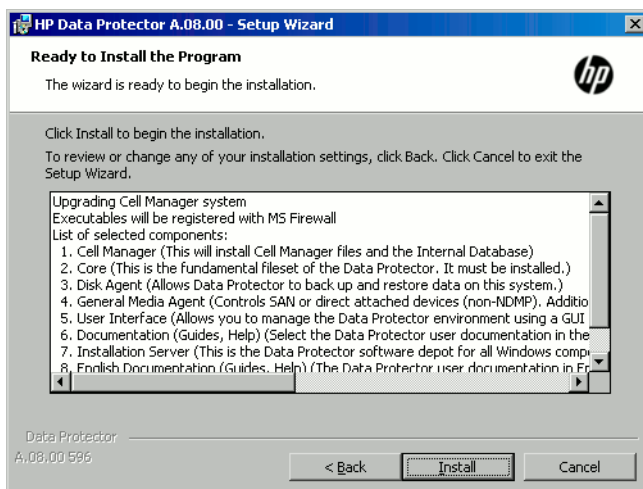 HP Data Protector A.08.00 - Setup Wizard
Ready to Install the Program
The wizard is ready to begin the installation.
hp
Click Install to begin the installation.
To review or change any of your installation settings, click Back. Click Cancel to exit the
Setup Wizard.
Upgrading Cell Manager system
Executables will be registered with MS Firewall
List of selected components:
1. Cell Manager (This will install Cell Manager files and the Internal Database)
2. Core (This is the fundamental fileset of the Data Protector. It must be installed.)
3. Disk Agent (Allows Data Protector to back up and restore data on this system.)
4. General Media Agent (Controls SAN or direct attached devices (non-NDMP). Additio
5. User Interface (Allows you to manage the Data Protector environment using a GUI
6. Documentation (Guides, Help) (Select the Data Protector user documentation in the
7. Installation Server (This is the Data Protector software depot for all Windows comp
8. English Documentation (Guides, Help) (The Data Protector user documentation in En
Data Protector
A.08.00 596
< Back
Install
Cancel